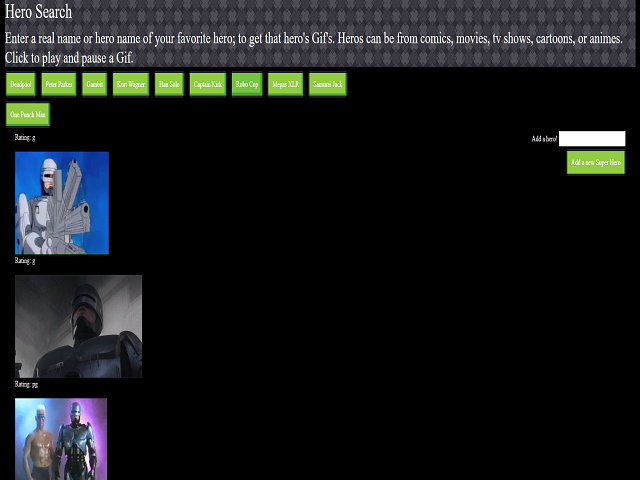 Hero Search
Enter a real name or hero name of your favorite hero; to get that hero's Gif's. Heros can be from comics, movies, tv shows, cartoons, or animes.
Click to play and pause a Gif.
Deadpool Peter Parker Gambit Kurt Wagner Han Solo Captain Kirk Robo Cop Megas XLR Samurai Jack
One Punch Man
Rating: g
Add a hero!
Add a new Super Hero
Rating: g
Rating: pg